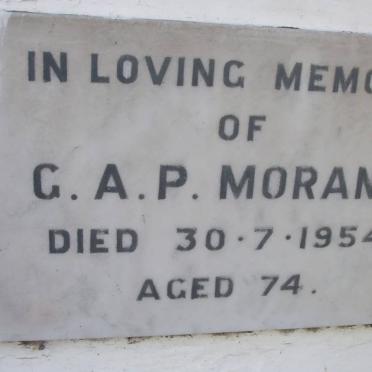 IN LOVING MEMO
OF
G. A. P. MORAN
DIED 30·7·1954
AGED 74.